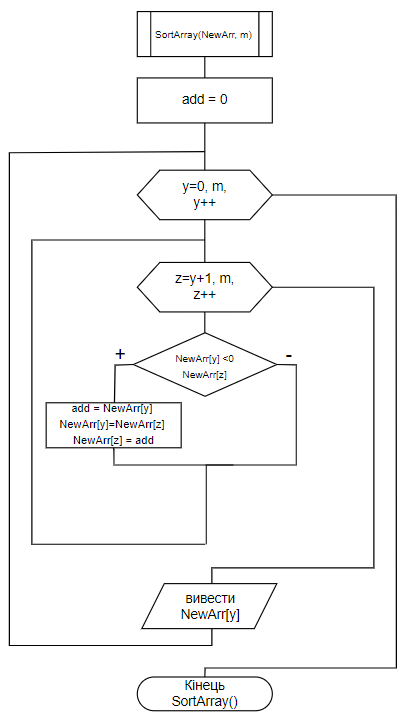 SortArray(NewArr, m)
add = 0
y=0, m,
y++
z=y+1, m,
z++
+
-
NewArr[y] <0
NewArr[z]
add = NewArr[y]
NewArr[y]=NewArr[z]
NewArr[z] = add
вивести
NewArr[y]
Кінець
SortArray()